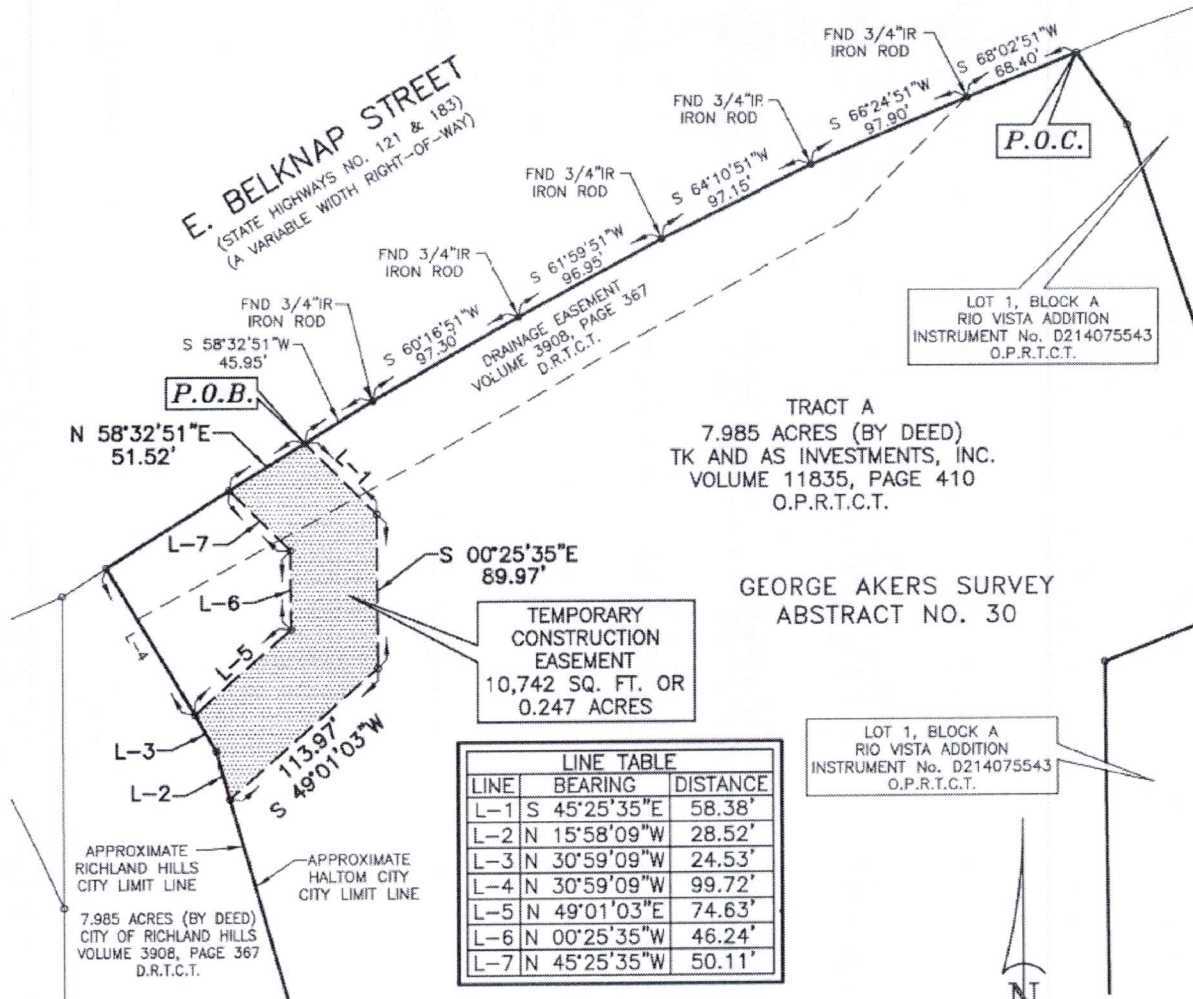 E. BELKNAP STREET
(STATE HIGHWAYS NO. 121 & 183)
(A VARIABLE WIDTH RIGHT-OF-WAY)
FND 3/4"IR
IRON ROD
S 68°02'51"W
68.40'
FND 3/4"IR
IRON ROD
S 66°24'51"W
97.90'
P.O.C.
FND 3/4"IR
IRON ROD
S 64°10'51"W
97.15'
FND 3/4"IR
IRON ROD
S 61°59'51"W
96.95'
FND 3/4"IR
IRON ROD
S 60°16'51"W
97.30'
S 58°32'51"W
45.95'
DRAINAGE EASEMENT
VOLUME 3908, PAGE 367
D.R.T.C.T.
LOT 1, BLOCK A
RIO VISTA ADDITION
INSTRUMENT No. D214075543
O.P.R.T.C.T.
P.O.B.
N 58°32'51"E
51.52'
TRACT A
7.985 ACRES (BY DEED)
TK AND AS INVESTMENTS, INC.
VOLUME 11835, PAGE 410
O.P.R.T.C.T.
L-1
L-7
S 00°25'35"E
89.97'
L-6
GEORGE AKERS SURVEY
ABSTRACT NO. 30
TEMPORARY
CONSTRUCTION
EASEMENT
10,742 SQ. FT. OR
0.247 ACRES
L-4
L-5
L-3
L-2
113.97'
S 49°01'03"W
LOT 1, BLOCK A
RIO VISTA ADDITION
INSTRUMENT No. D214075543
O.P.R.T.C.T.
LINE TABLE
LINE BEARING DISTANCE
L-1 S 45°25'35"E 58.38'
L-2 N 15°58'09"W 28.52'
L-3 N 30°59'09"W 24.53'
L-4 N 30°59'09"W 99.72'
L-5 N 49°01'03"E 74.63'
L-6 N 00°25'35"W 46.24'
L-7 N 45°25'35"W 50.11'
APPROXIMATE
RICHLAND HILLS
CITY LIMIT LINE
APPROXIMATE
HALTOM CITY
CITY LIMIT LINE
7.985 ACRES (BY DEED)
CITY OF RICHLAND HILLS
VOLUME 3908, PAGE 367
D.R.T.C.T.
N